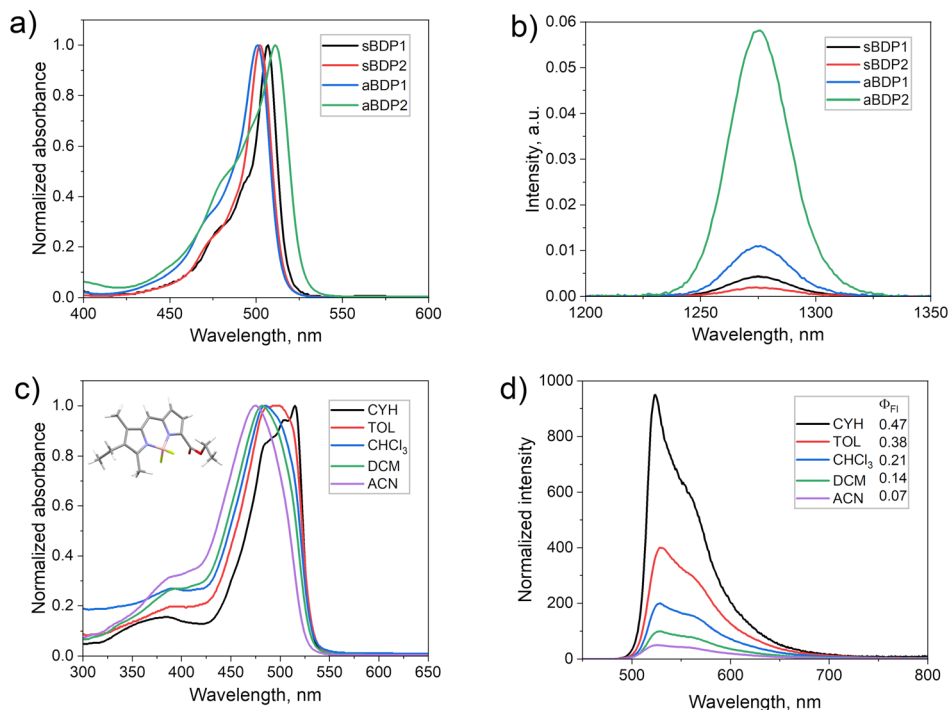 a)
Normalized absorbance
1.0
0.8
0.6
0.4
0.2
0.0
400
450
500
550
600
Wavelength, nm
sBDP1
sBDP2
aBDP1
aBDP2
b)
Intensity, a.u.
0.06
0.05
0.04
0.03
0.02
0.01
0.00
1200
1250
1300
1350
Wavelength, nm
sBDP1
sBDP2
aBDP1
aBDP2
c)
Normalized absorbance
1.0
0.8
0.6
0.4
0.2
0.0
300
350
400
450
500
550
600
650
Wavelength, nm
CYH
TOL
CHCl₃
DCM
ACN
d)
Normalized intensity
1000
800
600
400
200
0
500
600
700
800
Wavelength, nm
Φ_Fl
CYH 0.47
TOL 0.38
CHCl₃ 0.21
DCM 0.14
ACN 0.07